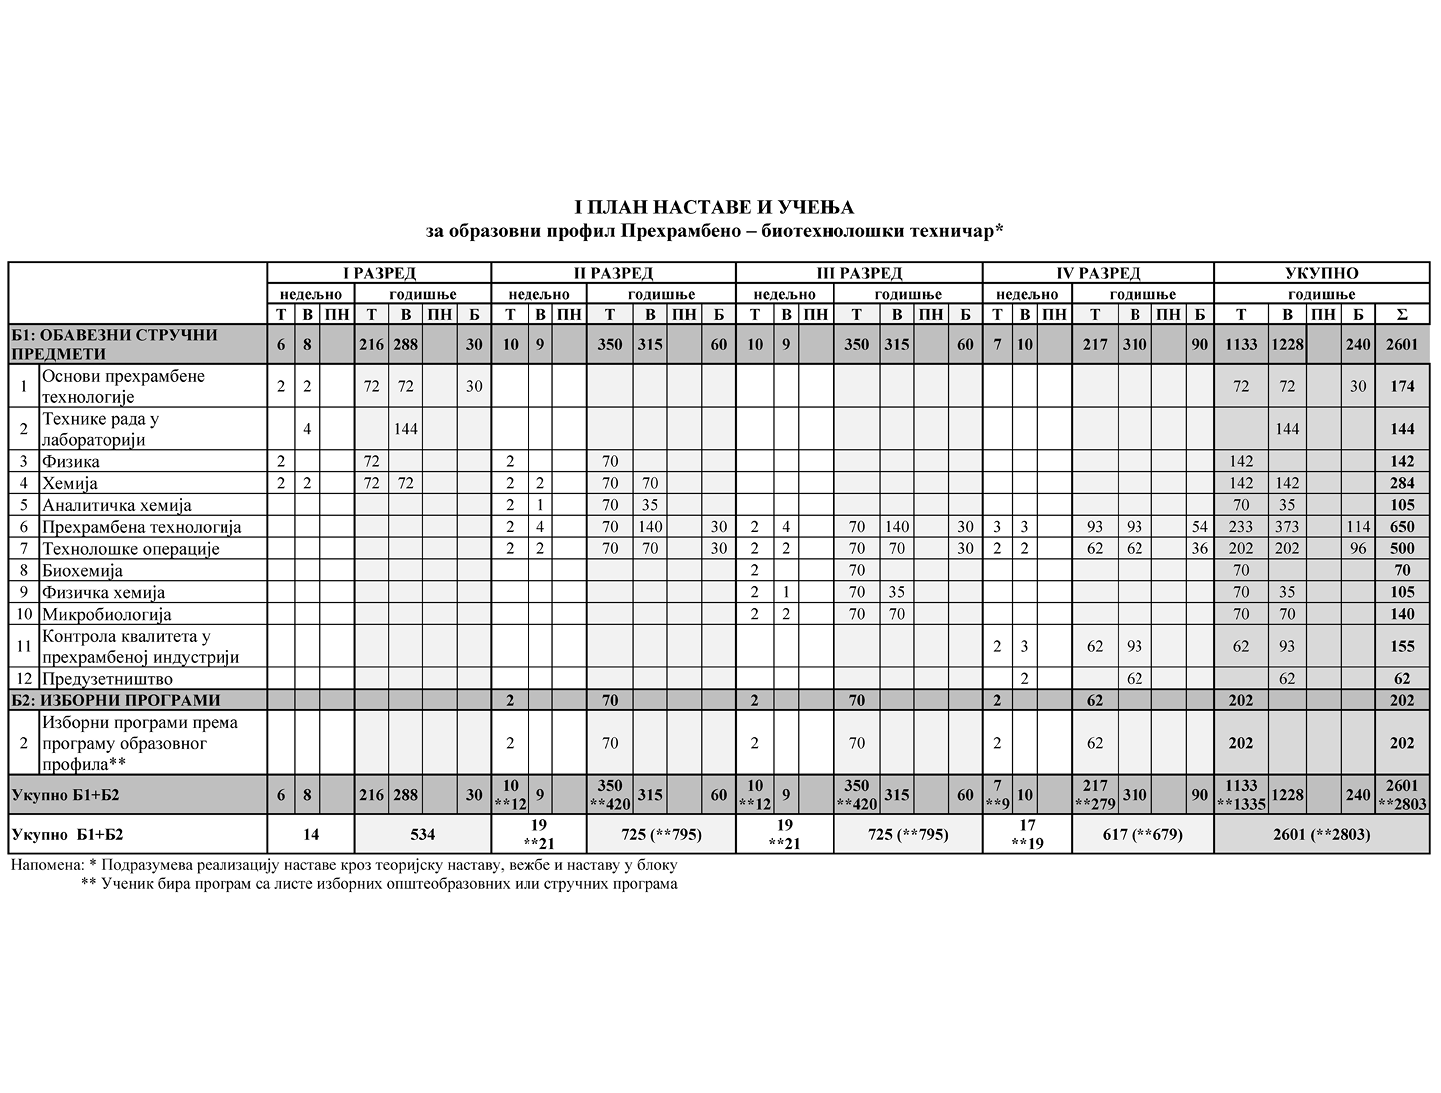 I ПЛАН НАСТАВЕ И УЧЕЊА
за образовни профил Прехрамбено – биотехнолошки техничар*
I РАЗРЕД II РАЗРЕД III РАЗРЕД IV РАЗРЕД УКУПНО
недељно годишње недељно годишње недељно годишње недељно годишње годишње
Т В ПН Т В ПН Б Т В ПН Т В ПН Б Т В ПН Т В ПН Б Т В ПН Т В ПН Б Т В ПН Б Σ
Б1: ОБАВЕЗНИ СТРУЧНИ
ПРЕДМЕТИ 6 8 216 288 30 10 9 350 315 60 10 9 350 315 60 7 10 217 310 90 1133 1228 240 2601
1 Основи прехрамбене
технологије 2 2 72 72 30 72 72 30 174
2 Технике рада у
лабораторији 4 144 144 144
3 Физика 2 72 2 70 142 142
4 Хемија 2 2 72 72 2 2 70 70 142 142 284
5 Аналитичка хемија 2 1 70 35 70 35 105
6 Прехрамбена технологија 2 4 70 140 30 2 4 70 140 30 3 3 93 93 54 233 373 114 650
7 Технолошке операције 2 2 70 70 30 2 2 70 70 30 2 2 62 62 36 202 202 96 500
8 Биохемија 2 70 70 70
9 Физичка хемија 2 1 70 35 70 35 105
10 Микробиологија 2 2 70 70 70 70 140
11 Контрола квалитета у
прехрамбеној индустрији 2 3 62 93 62 93 155
12 Предузетништво 2 62 62 62
Б2: ИЗБОРНИ ПРОГРАМИ 2 70 2 70 2 62 202 202
2 Изборни програми према
програму образовног
профила** 2 70 2 70 2 62 202 202
Укупно Б1+Б2 6 8 216 288 30 10 9 350 315 60 10 9 350 315 60 7 10 217 310 90 1133 1228 240 2601
**12 **420 **12 **420 **9 **279 **1335 **2803
Укупно Б1+Б2 14 534 19 725 (**795) 19 725 (**795) 17 617 (**679) 2601 (**2803)
**21 **21 **19
Напомена: * Подразумева реализацију наставе кроз теоријску наставу, вежбе и наставу у блоку
** Ученик бира програм са листе изборних општеобразовних или стручних програма